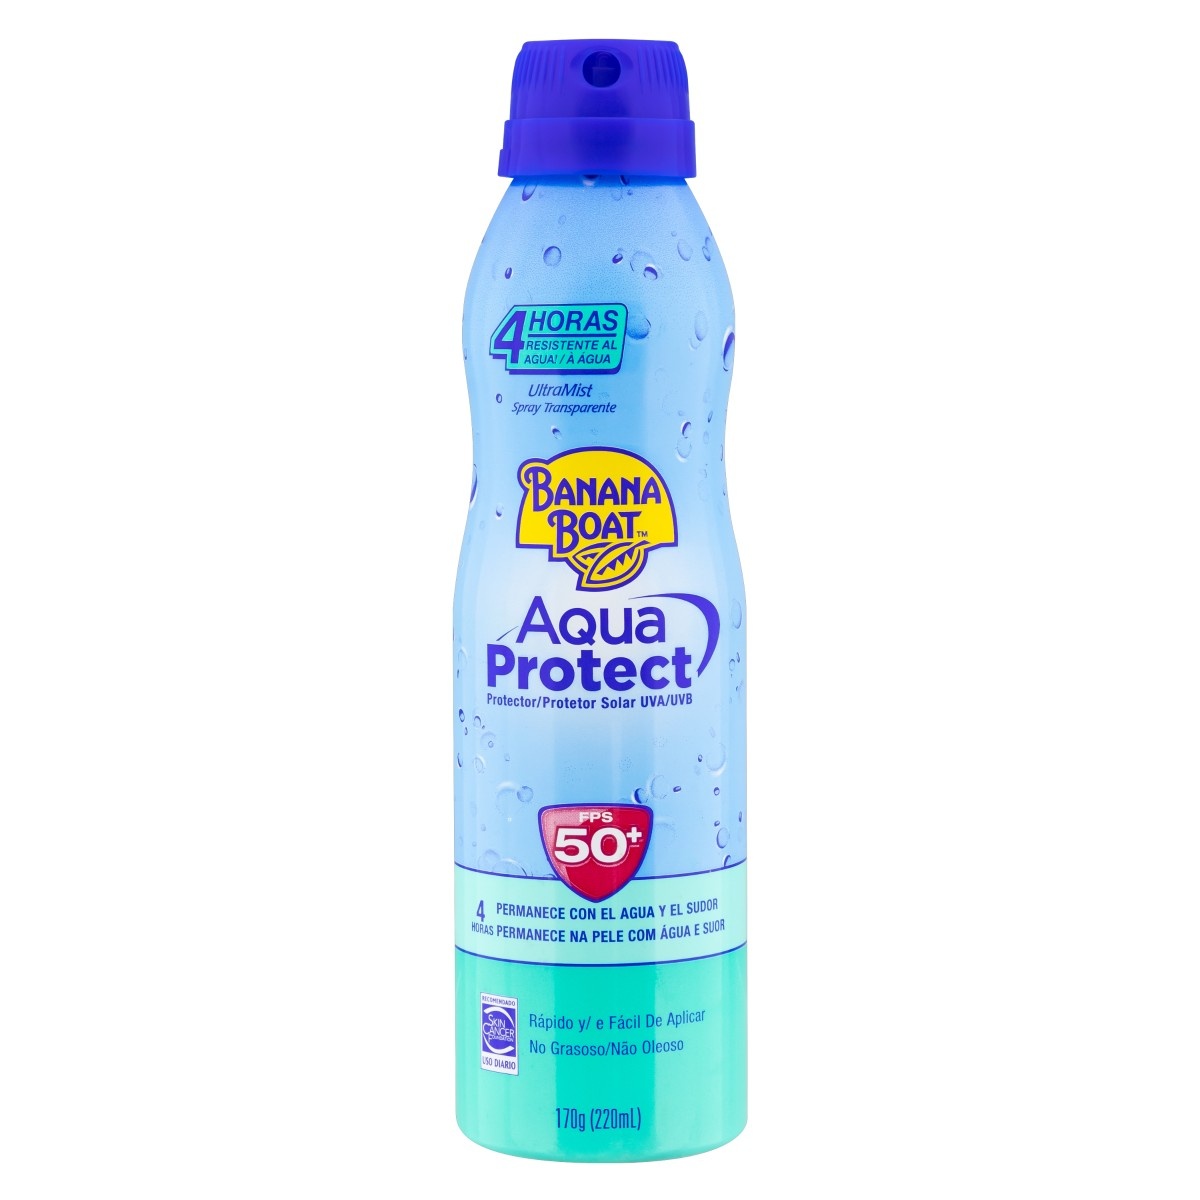 4 HORAS
RESISTENTE AL
AGUA! / À ÁGUA
UltraMist
Spray Transparente
BANANA
BOAT™
Aqua
Protect
Protector/Protetor Solar UVA/UVB
FPS
50+
4 PERMANECE CON EL AGUA Y EL SUDOR
HORAS PERMANECE NA PELE COM ÁGUA E SUOR
RECOMENDADO
SKIN
CANCER
FOUNDATION
USO DIARIO
Rápido y/ e Fácil De Aplicar
No Grasoso/Não Oleoso
170g (220mL)